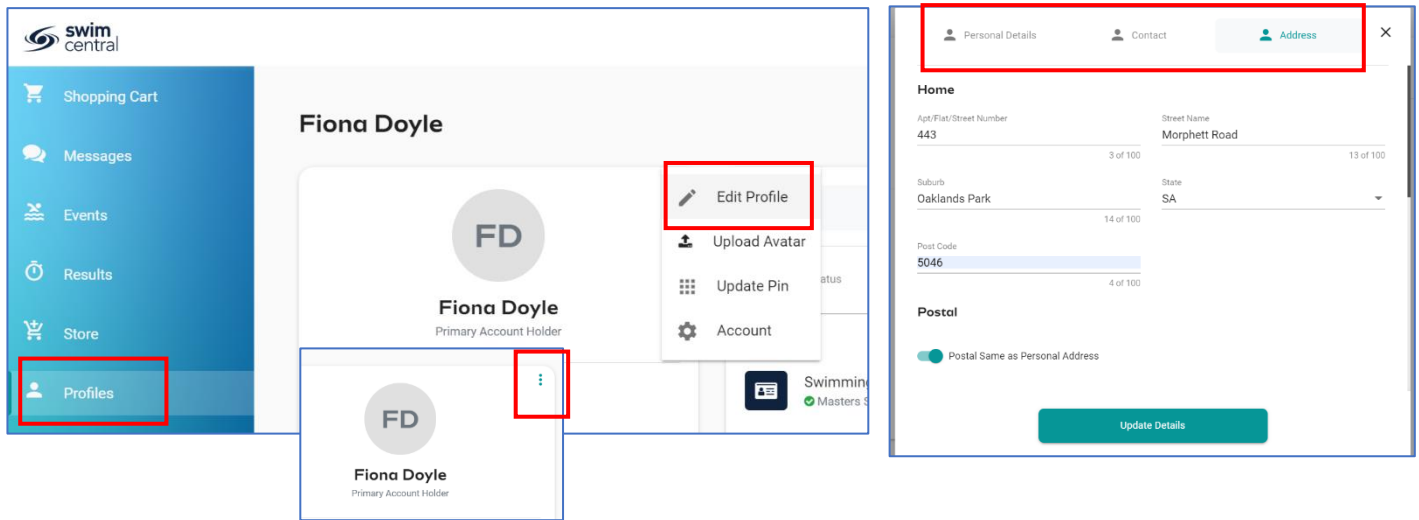 swim
central
Shopping Cart
Messages
Events
Results
Store
Profiles
Fiona Doyle
FD
Fiona Doyle
Primary Account Holder
Edit Profile
Upload Avatar
Update Pin
Account
atus
Swimming
Masters S
FD
Fiona Doyle
Primary Account Holder
Personal Details
Contact
Address
Home
Apt/Flat/Street Number
443
3 of 100
Street Name
Morphett Road
13 of 100
Suburb
Oaklands Park
14 of 100
State
SA
Post Code
5046
4 of 100
Postal
Postal Same as Personal Address
Update Details